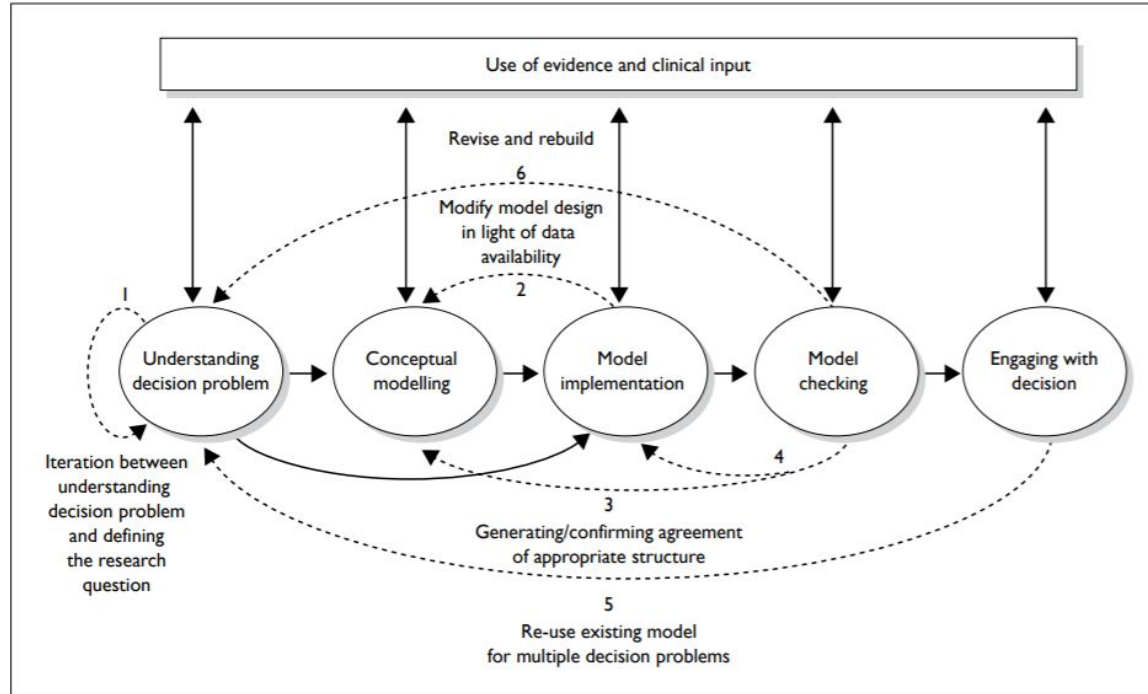 Use of evidence and clinical input
Revise and rebuild
6
Modify model design
in light of data
availability
2
1
Understanding
decision problem
Conceptual
modelling
Model
implementation
Model
checking
Engaging with
decision
4
3
Iteration between
understanding
decision problem
and defining
the research
question
Generating/confirming agreement
of appropriate structure
5
Re-use existing model
for multiple decision problems